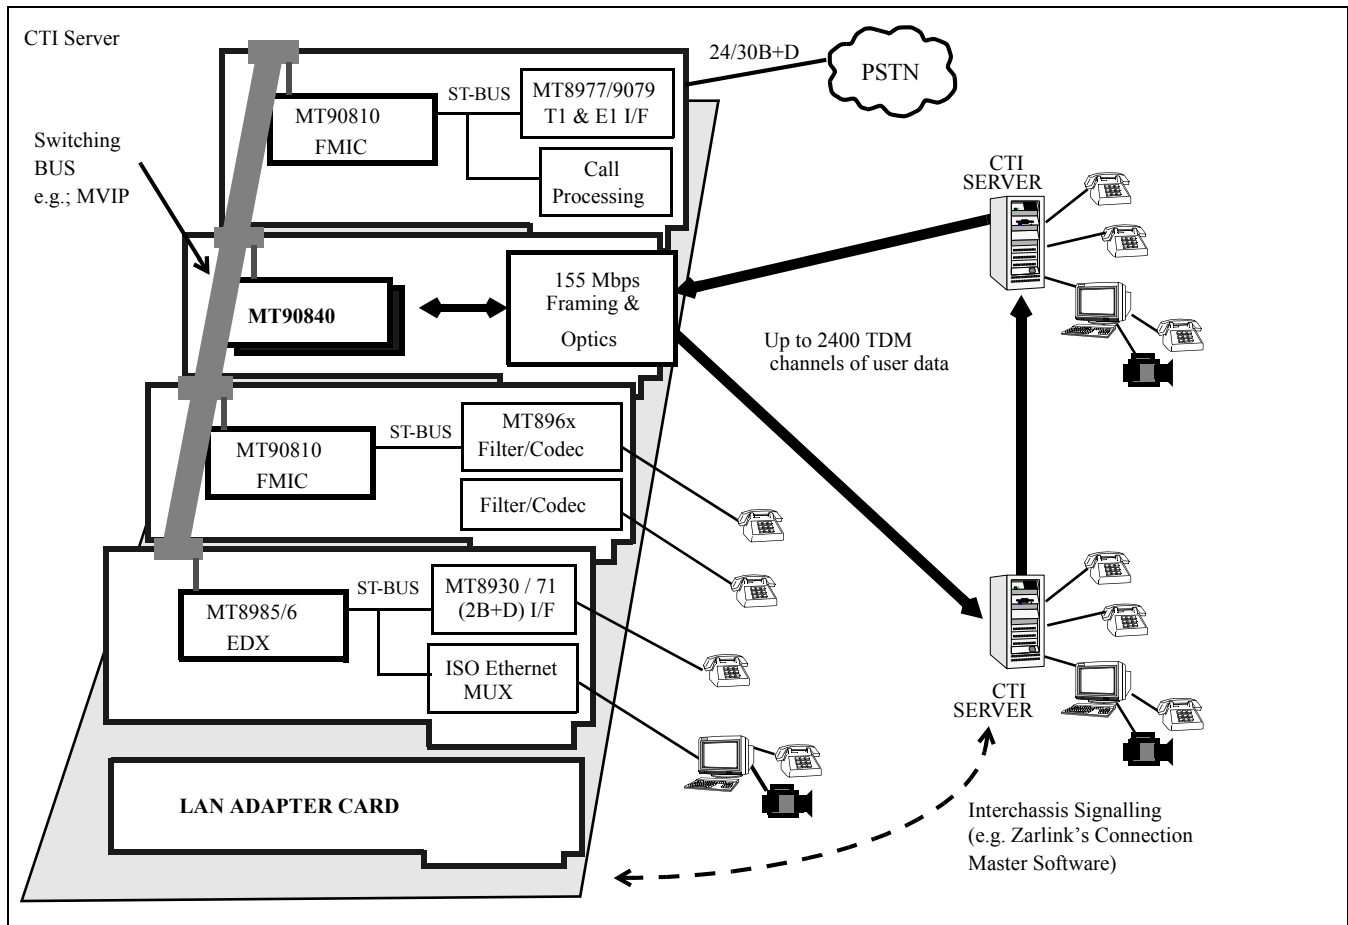 CTI Server
24/30B+D
PSTN
ST-BUS
MT8977/9079
T1 & E1 I/F
MT90810
FMIC
Call
Processing
Switching
BUS
e.g.; MVIP
CTI
SERVER
155 Mbps
Framing &
Optics
MT90840
Up to 2400 TDM
channels of user data
ST-BUS
MT896x
Filter/Codec
MT90810
FMIC
Filter/Codec
ST-BUS
MT8930 / 71
(2B+D) I/F
MT8985/6
EDX
ISO Ethernet
MUX
CTI
SERVER
LAN ADAPTER CARD
Interchassis Signalling
(e.g. Zarlink's Connection
Master Software)